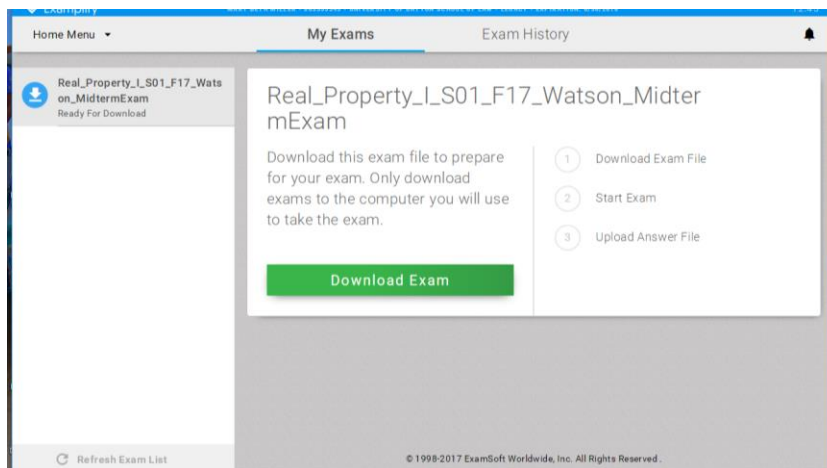 Examplify
Home Menu
My Exams
Exam History
Real_Property_I_S01_F17_Wats
on_MidtermExam
Ready For Download
Real_Property_I_S01_F17_Watson_Midter
mExam
Download this exam file to prepare
for your exam. Only download
exams to the computer you will use
to take the exam.
Download Exam
1 Download Exam File
2 Start Exam
3 Upload Answer File
Refresh Exam List
© 1998-2017 ExamSoft Worldwide, Inc. All Rights Reserved.